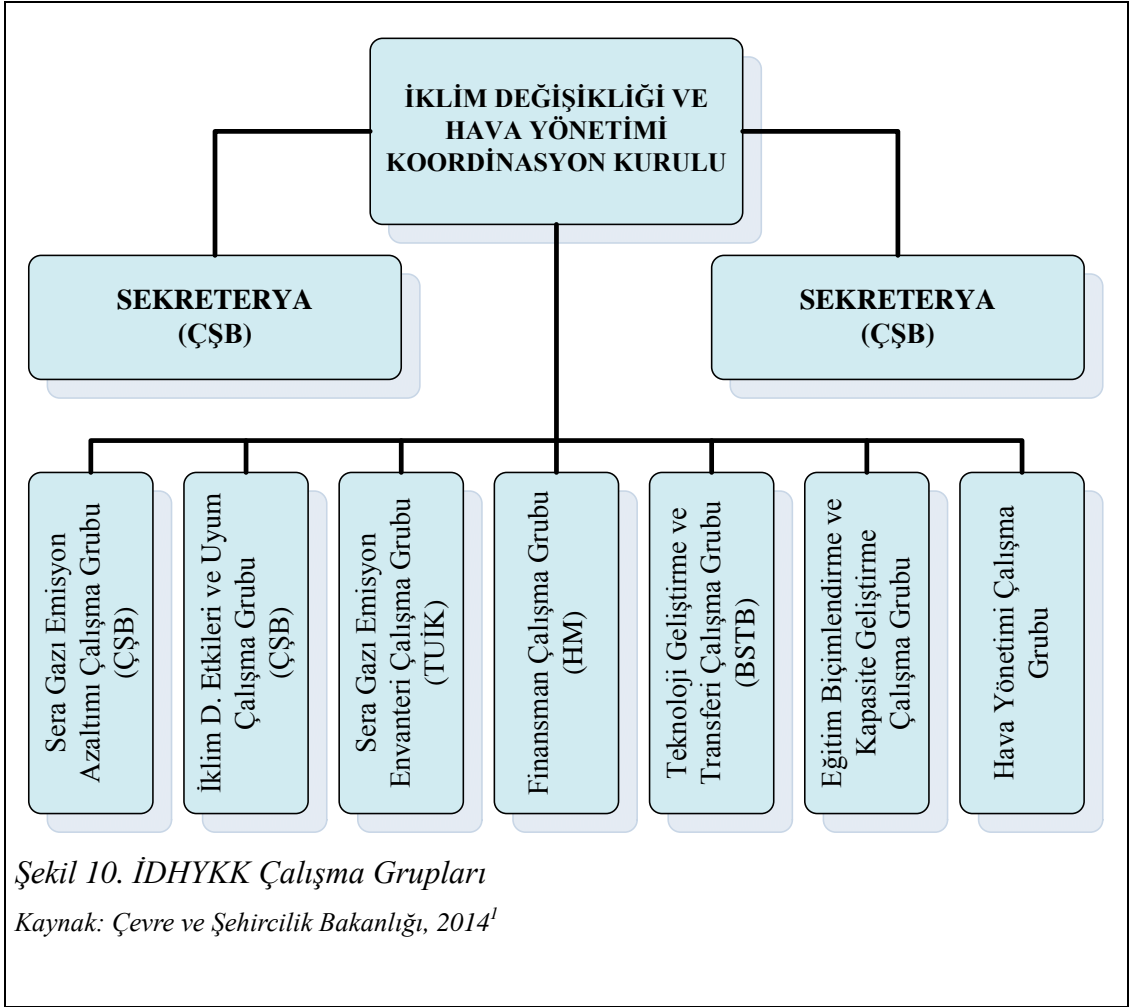 İKLİM DEĞİŞİKLİĞİ VE
HAVA YÖNETİMİ
KOORDİNASYON KURULU
SEKRETERYA
(ÇŞB)
SEKRETERYA
(ÇŞB)
Sera Gazı Emisyon
Azaltımı Çalışma Grubu
(ÇŞB)
İklim D. Etkileri ve Uyum
Çalışma Grubu
(ÇŞB)
Sera Gazı Emisyon
Envanteri Çalışma Grubu
(TUİK)
Finansman Çalışma Grubu
(HM)
Teknoloji Geliştirme ve
Transferi Çalışma Grubu
(BSTB)
Eğitim Biçimlendirme ve
Kapasite Geliştirme
Çalışma Grubu
Hava Yönetimi Çalışma
Grubu
Şekil 10. İDHYKK Çalışma Grupları
Kaynak: Çevre ve Şehircilik Bakanlığı, 2014¹